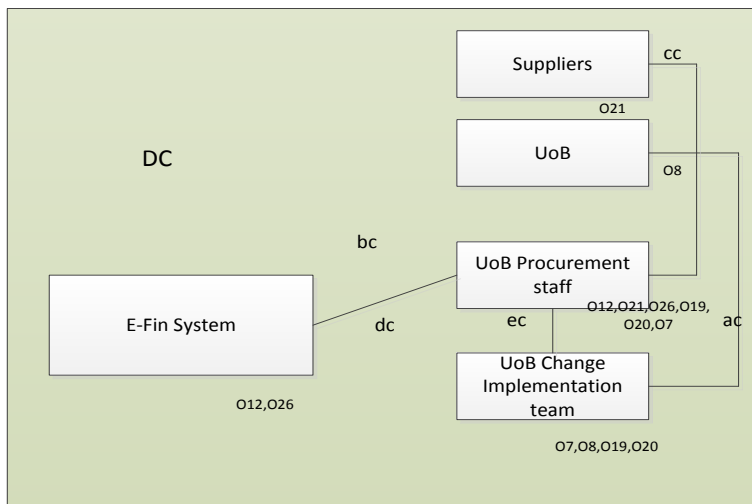 Suppliers
cc
O21
UoB
O8
DC
bc
UoB Procurement
staff
E-Fin System
dc
ec
O12,O21,O26,O19,
O20,O7
ac
UoB Change
Implementation
team
O12,O26
O7,O8,O19,O20